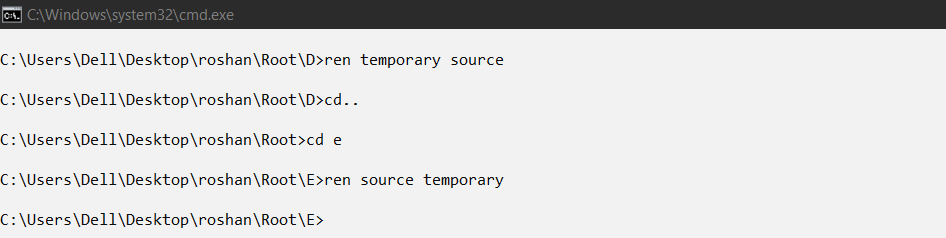 C:\Windows\system32\cmd.exe
C:\Users\Dell\Desktop\roshan\Root\D>ren temporary source
C:\Users\Dell\Desktop\roshan\Root\D>cd..
C:\Users\Dell\Desktop\roshan\Root>cd e
C:\Users\Dell\Desktop\roshan\Root\E>ren source temporary
C:\Users\Dell\Desktop\roshan\Root\E>